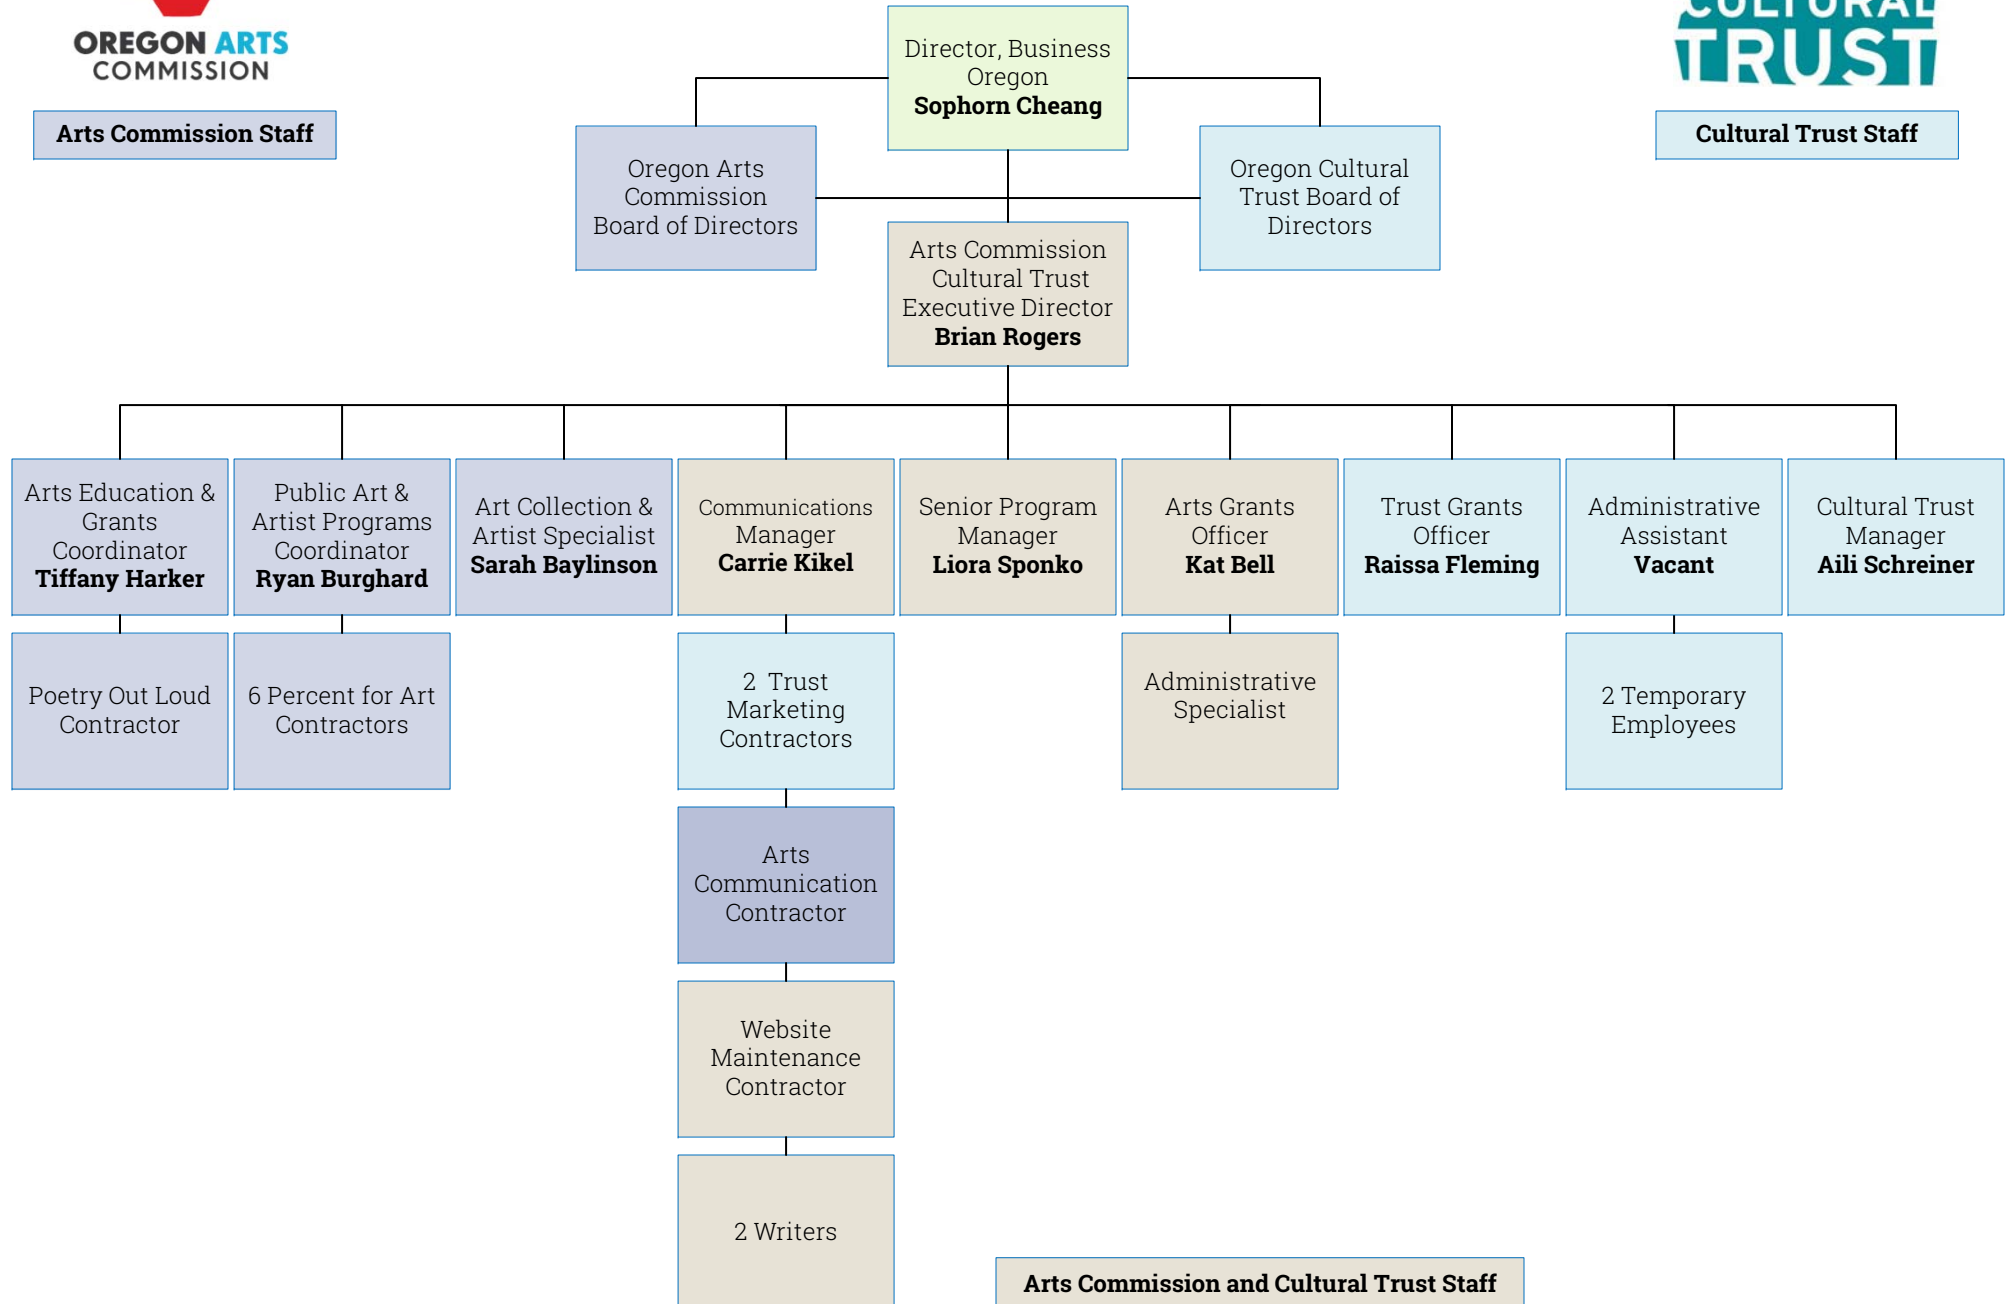 OREGON ARTS
COMMISSION
CULTURAL
TRUST
Arts Commission Staff
Cultural Trust Staff
Director, Business
Oregon
Sophorn Cheang
Oregon Arts
Commission
Board of Directors
Oregon Cultural
Trust Board of
Directors
Arts Commission
Cultural Trust
Executive Director
Brian Rogers
Arts Education &
Grants
Coordinator
Tiffany Harker
Public Art &
Artist Programs
Coordinator
Ryan Burghard
Art Collection &
Artist Specialist
Sarah Baylinson
Communications
Manager
Carrie Kikel
Senior Program
Manager
Liora Sponko
Arts Grants
Officer
Kat Bell
Trust Grants
Officer
Raissa Fleming
Administrative
Assistant
Vacant
Cultural Trust
Manager
Aili Schreiner
Poetry Out Loud
Contractor
6 Percent for Art
Contractors
2 Trust
Marketing
Contractors
Administrative
Specialist
2 Temporary
Employees
Arts
Communication
Contractor
Website
Maintenance
Contractor
2 Writers
Arts Commission and Cultural Trust Staff